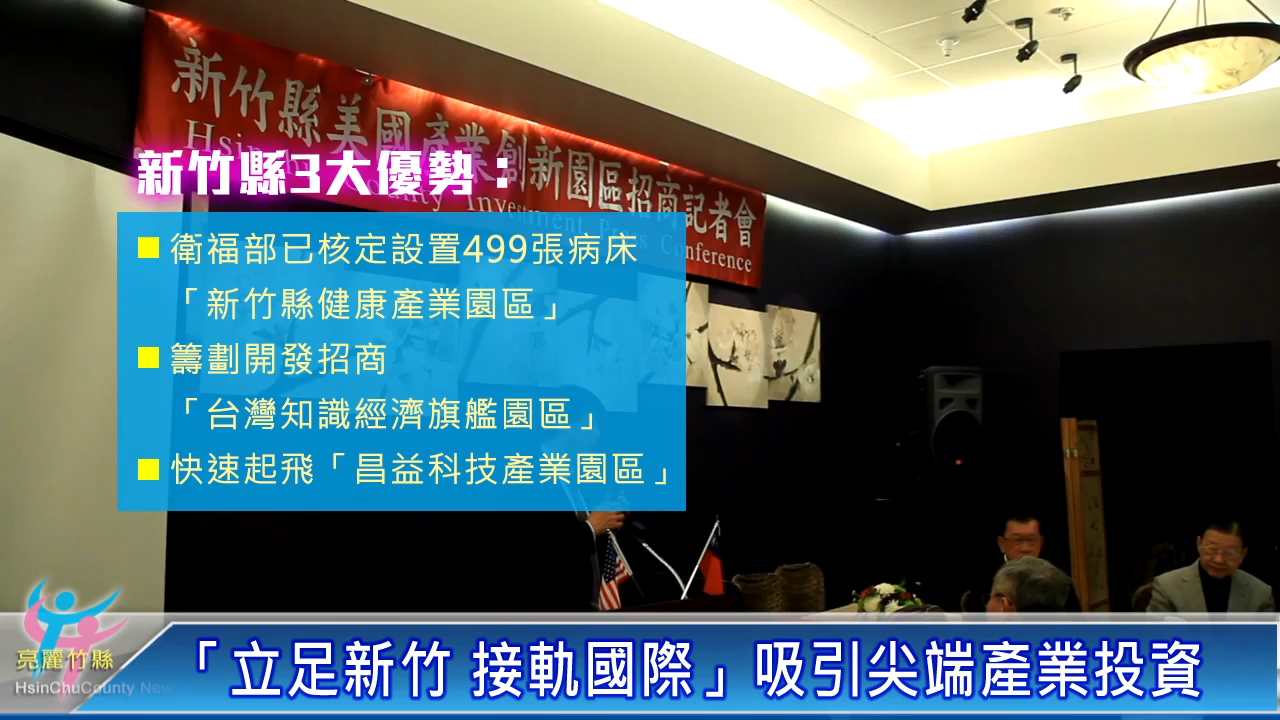 新竹縣美國產業創新園區招商記者會
Hsinchu County Investment Press Conference
新竹縣3大優勢：
衛福部已核定設置499張病床
「新竹縣健康產業園區」
籌劃開發招商
「台灣知識經濟旗艦園區」
快速起飛「昌益科技產業園區」
亮麗竹縣
HsinChuCounty New
「立足新竹 接軌國際」吸引尖端產業投資